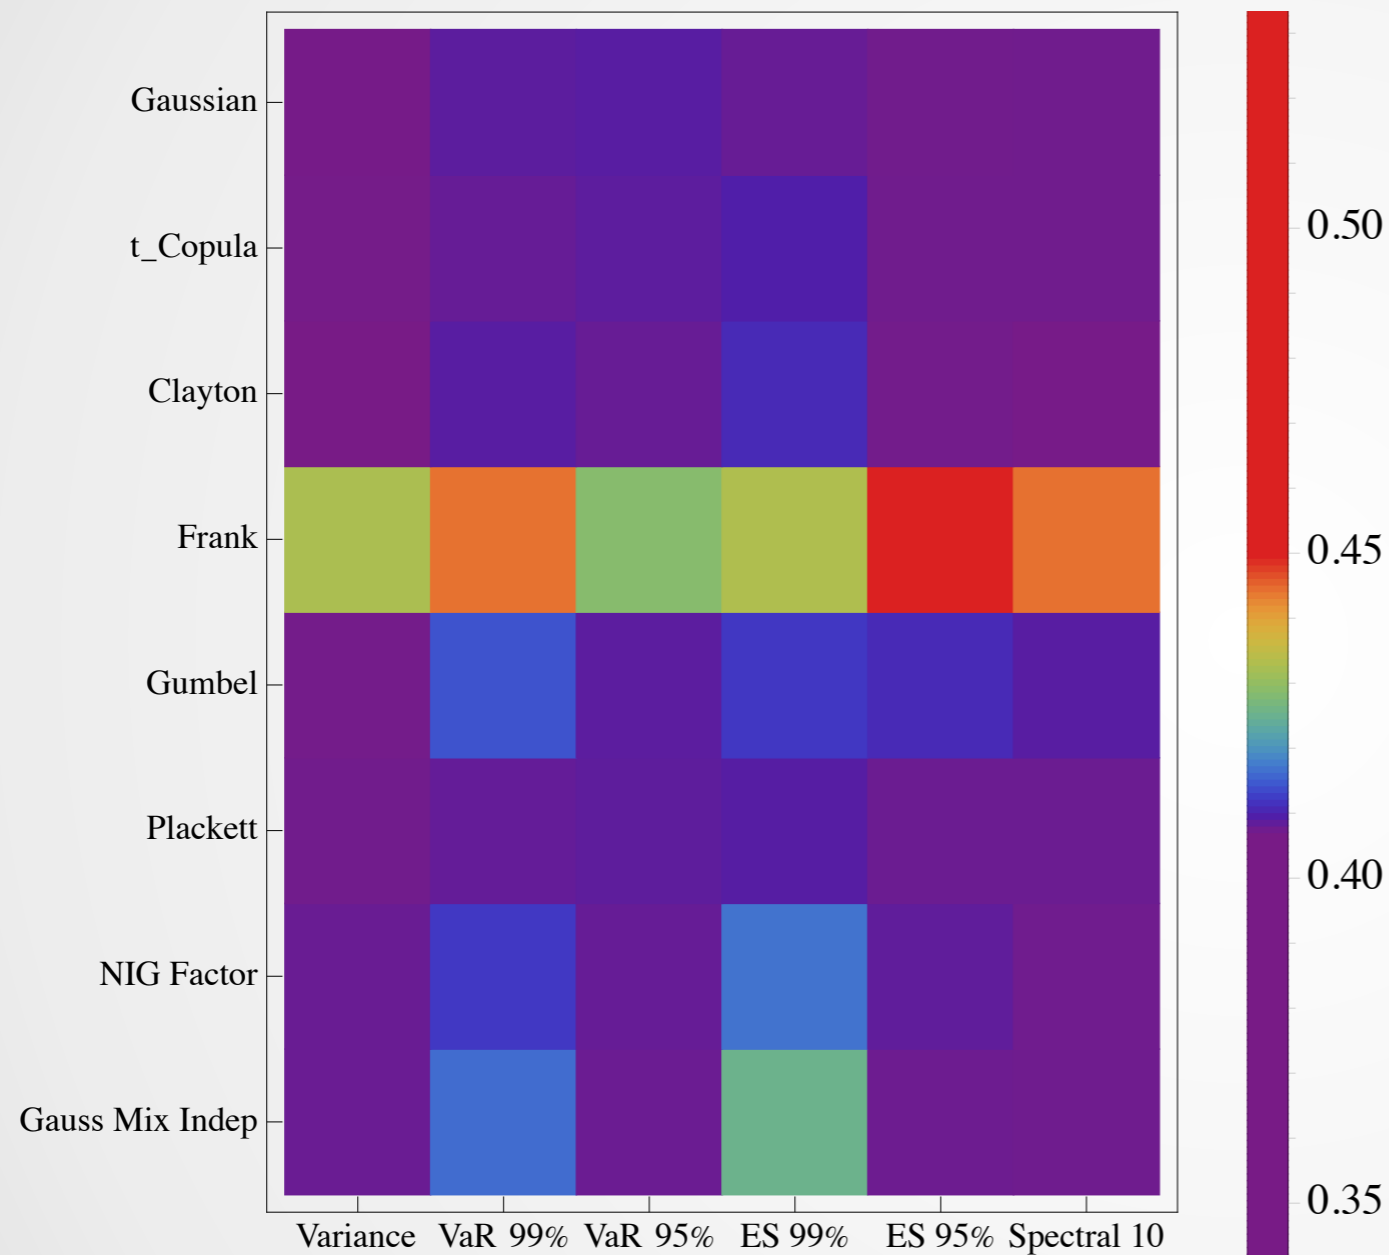 Gaussian
t_Copula
Clayton
Frank
Gumbel
Plackett
NIG Factor
Gauss Mix Indep
Variance VaR 99% VaR 95% ES 99% ES 95% Spectral 10
0.50
0.45
0.40
0.35